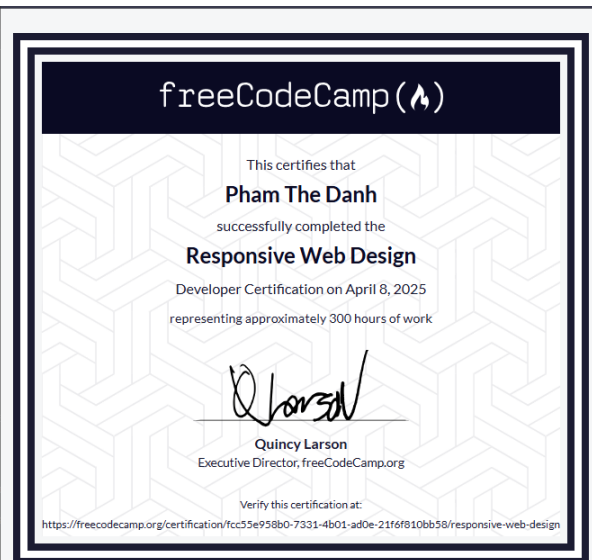 freeCodeCamp(🔥)
This certifies that
Pham The Danh
successfully completed the
Responsive Web Design
Developer Certification on April 8, 2025
representing approximately 300 hours of work
Q Larson
Quincy Larson
Executive Director, freeCodeCamp.org
Verify this certification at:
https://freecodecamp.org/certification/fcc55e958b0-7331-4b01-ad0e-21f6f810bb58/responsive-web-design